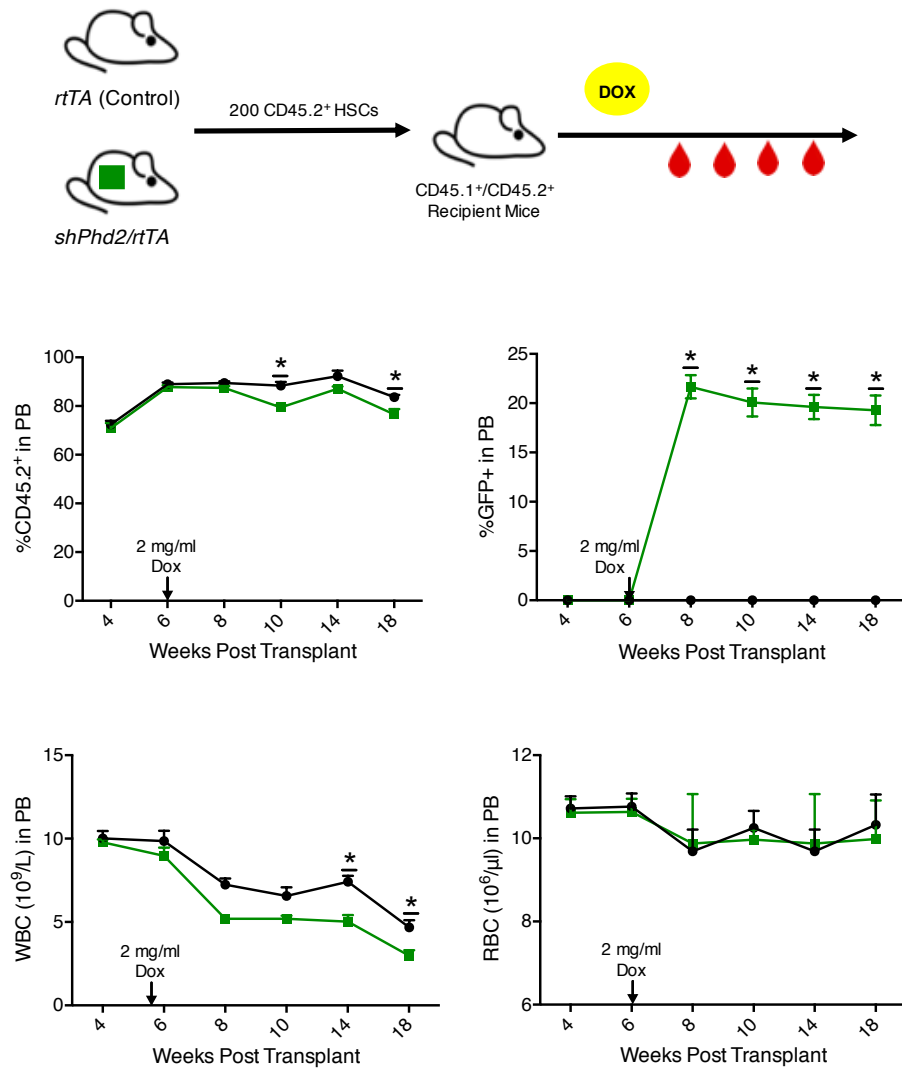 rtTA (Control)
shPhd2/rtTA
200 CD45.2⁺ HSCs
CD45.1⁺/CD45.2⁺
Recipient Mice
DOX
%CD45.2⁺ in PB
100
80
60
40
20
0
2 mg/ml
Dox
*
*
4
6
8
10
14
18
Weeks Post Transplant
%GFP+ in PB
25
20
15
10
5
0
2 mg/ml
Dox
*
*
*
*
4
6
8
10
14
18
Weeks Post Transplant
WBC (10⁹/L) in PB
15
10
5
0
2 mg/ml
Dox
*
*
4
6
8
10
14
18
Weeks Post Transplant
RBC (10⁶/µl) in PB
12
10
8
6
2 mg/ml
Dox
4
6
8
10
14
18
Weeks Post Transplant